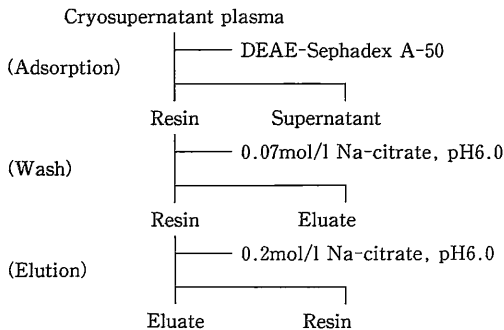 Cryosupernatant plasma
DEAE-Sephadex A-50
(Adsorption)
Resin Supernatant
0.07mol/l Na-citrate, pH6.0
(Wash)
Resin Eluate
0.2mol/l Na-citrate, pH6.0
(Elution)
Eluate Resin